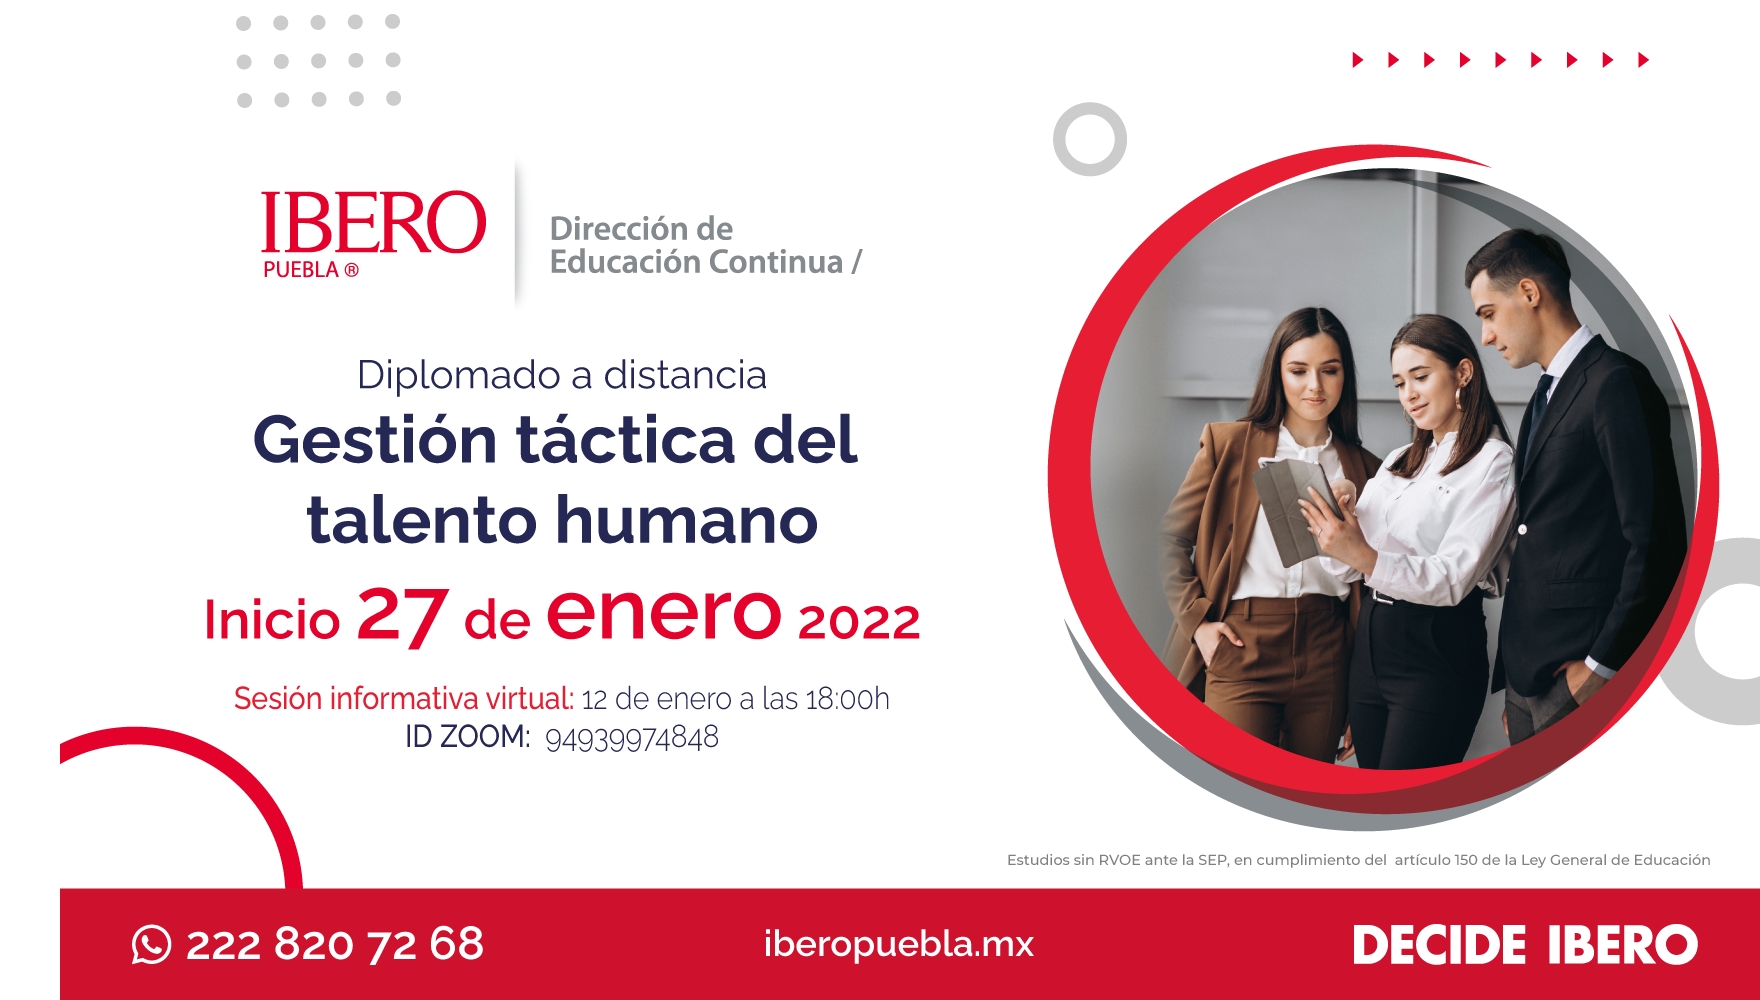 IBERO
PUEBLA ®
Dirección de
Educación Continua /
Diplomado a distancia
Gestión táctica del
talento humano
Inicio 27 de enero 2022
Sesión informativa virtual: 12 de enero a las 18:00h
ID ZOOM: 94939974848
Estudios sin RVOE ante la SEP, en cumplimiento del artículo 150 de la Ley General de Educación
222 820 72 68
iberopuebla.mx
DECIDE IBERO